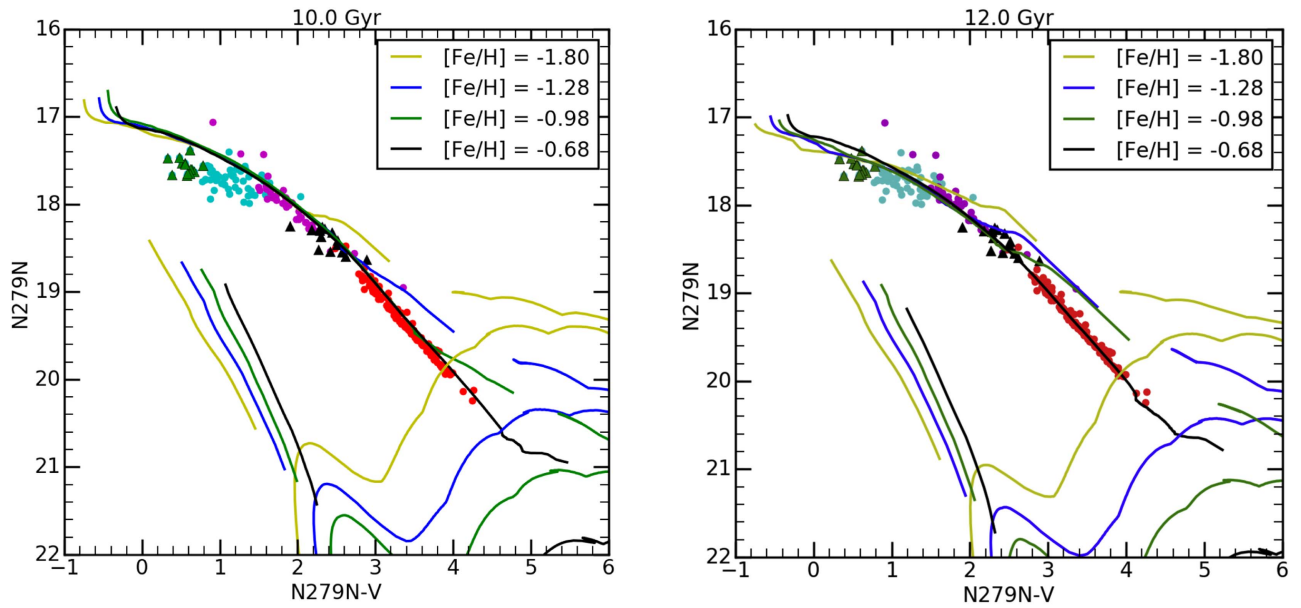 10.0 Gyr
16
17
18
19
20
21
22
N279N
[Fe/H] = -1.80
[Fe/H] = -1.28
[Fe/H] = -0.98
[Fe/H] = -0.68
−1 0 1 2 3 4 5 6
N279N-V
12.0 Gyr
16
17
18
19
20
21
22
N279N
[Fe/H] = -1.80
[Fe/H] = -1.28
[Fe/H] = -0.98
[Fe/H] = -0.68
−1 0 1 2 3 4 5 6
N279N-V